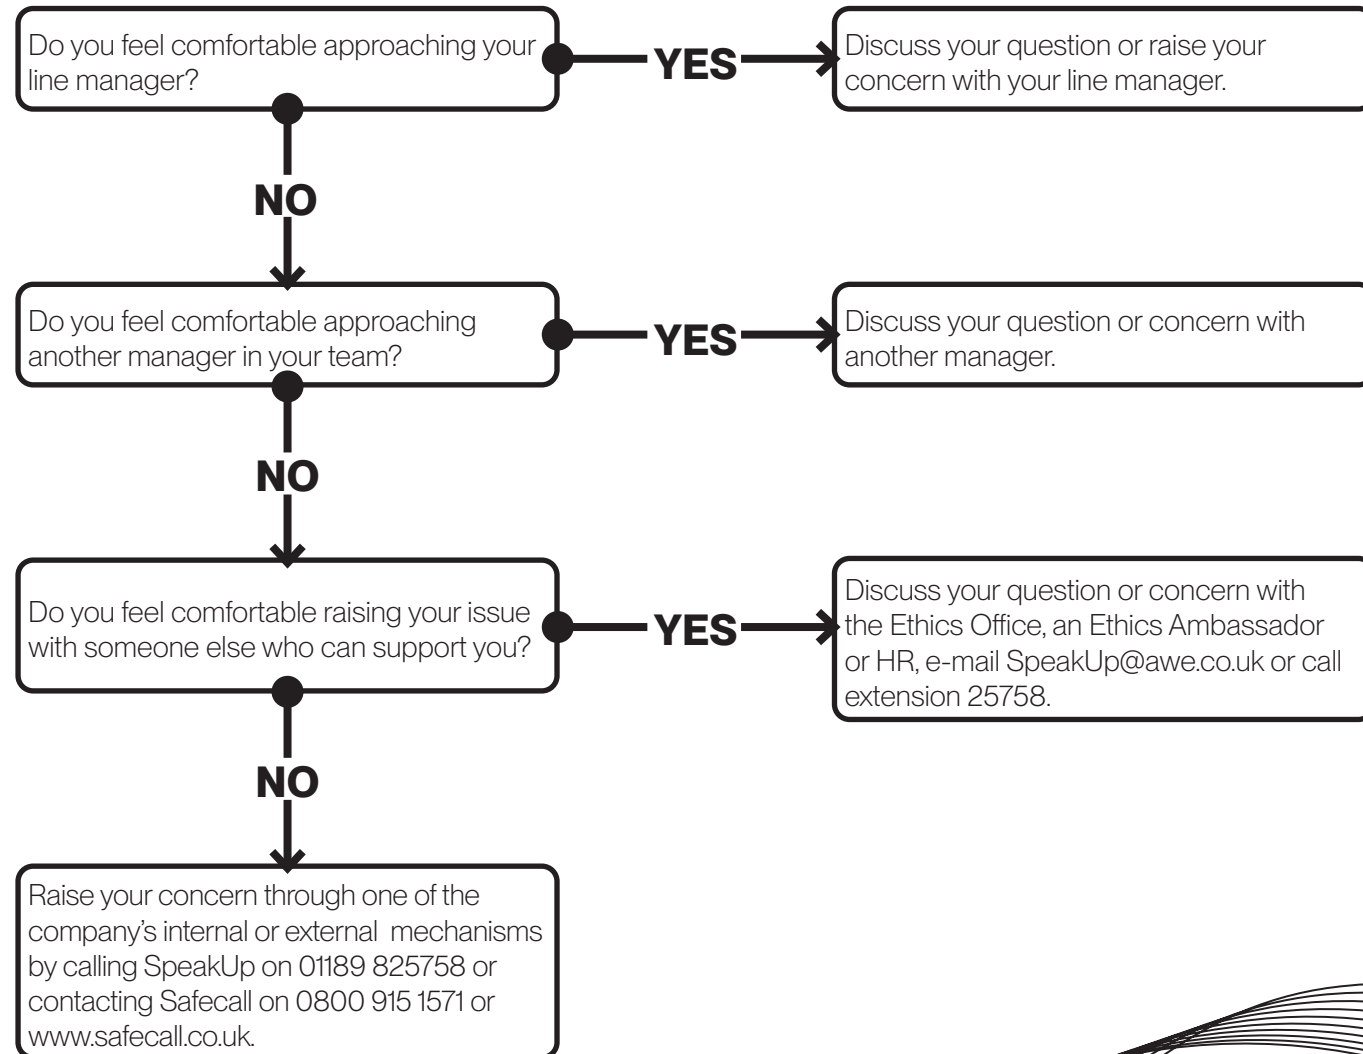 Do you feel comfortable approaching your
line manager?
YES
Discuss your question or raise your
concern with your line manager.
NO
Do you feel comfortable approaching
another manager in your team?
YES
Discuss your question or concern with
another manager.
NO
Do you feel comfortable raising your issue
with someone else who can support you?
YES
Discuss your question or concern with
the Ethics Office, an Ethics Ambassador
or HR, e-mail SpeakUp@awe.co.uk or call
extension 25758.
NO
Raise your concern through one of the
company’s internal or external  mechanisms
by calling SpeakUp on 01189 825758 or
contacting Safecall on 0800 915 1571 or
www.safecall.co.uk.